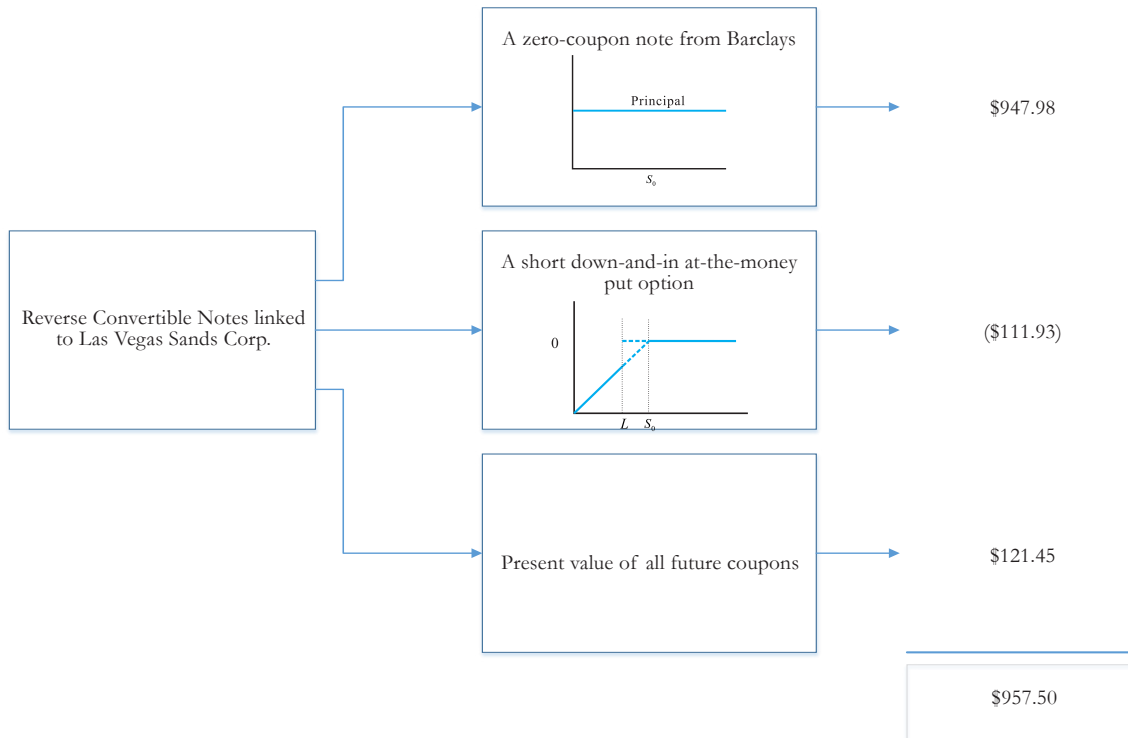 A zero-coupon note from Barclays
Principal
S₀
$947.98
Reverse Convertible Notes linked
to Las Vegas Sands Corp.
A short down-and-in at-the-money
put option
0
L S₀
($111.93)
Present value of all future coupons
$121.45
$957.50